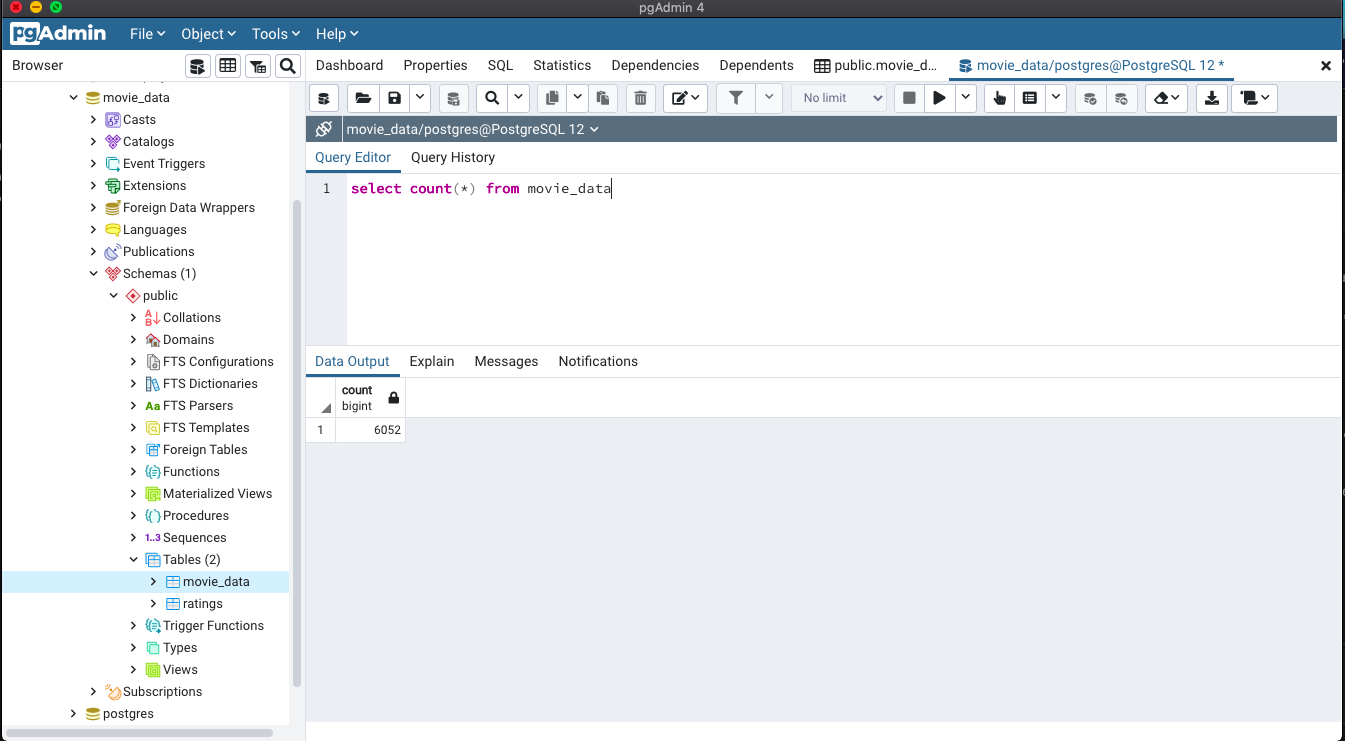 pgAdmin 4
pgAdmin File Object Tools Help
Browser
Dashboard Properties SQL Statistics Dependencies Dependents public.movie_d... movie_data/postgres@PostgreSQL 12 *
No limit
movie_data/postgres@PostgreSQL 12
Query Editor Query History
1 select count(*) from movie_data
Data Output Explain Messages Notifications
count
bigint
1 6052
movie_data
Casts
Catalogs
Event Triggers
Extensions
Foreign Data Wrappers
Languages
Publications
Schemas (1)
public
Collations
Domains
FTS Configurations
FTS Dictionaries
Aa FTS Parsers
FTS Templates
Foreign Tables
Functions
Materialized Views
Procedures
1..3 Sequences
Tables (2)
movie_data
ratings
Trigger Functions
Types
Views
Subscriptions
postgres